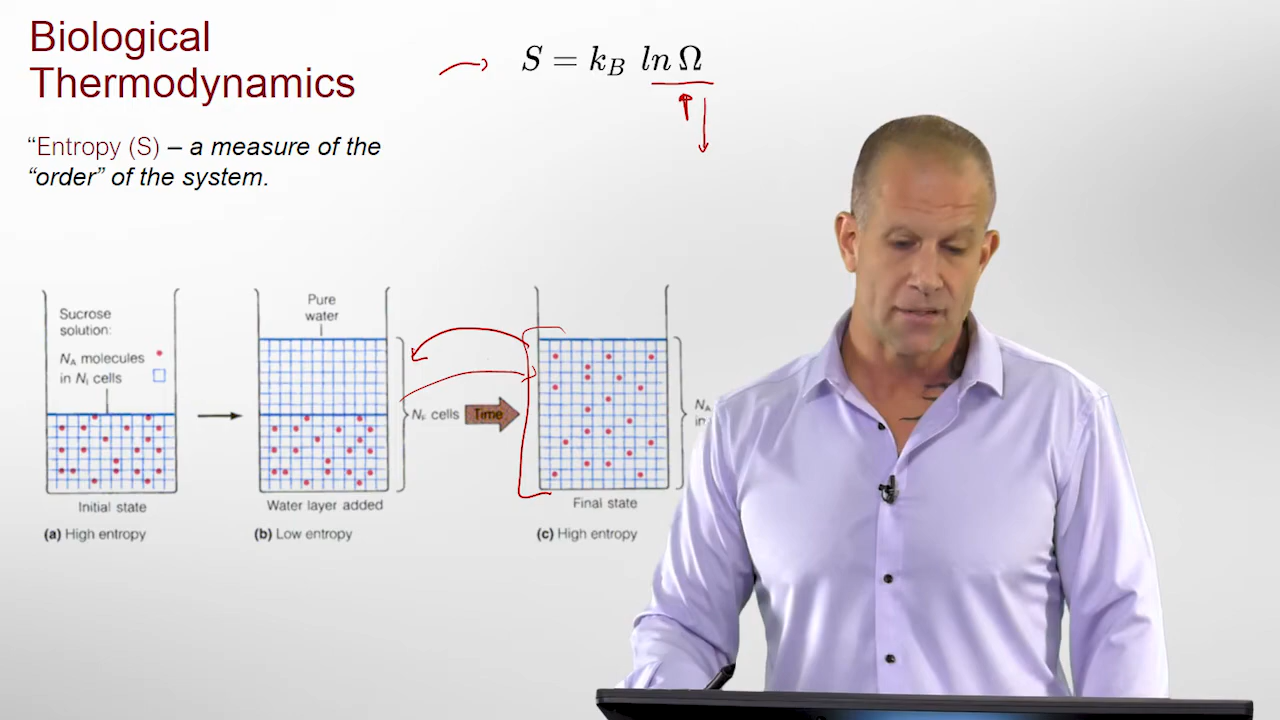 Biological
Thermodynamics
S = k_B ln Ω
“Entropy (S) – a measure of the
“order” of the system.
Sucrose
solution:
N_A molecules
in N_I cells
Pure
water
N_F cells
Time
N_A
Initial state
Water layer added
Final state
(a) High entropy
(b) Low entropy
(c) High entropy